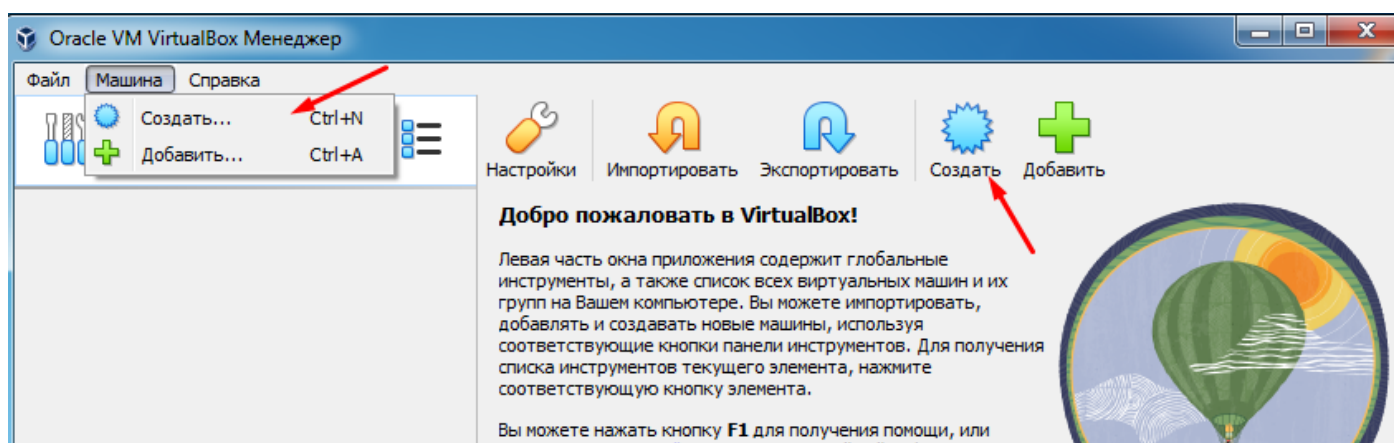 Oracle VM VirtualBox Менеджер
Файл Машина Справка
Создать... Ctrl+N
Добавить... Ctrl+A
Настройки Импортировать Экспортировать Создать Добавить
Добро пожаловать в VirtualBox!
Левая часть окна приложения содержит глобальные
инструменты, а также список всех виртуальных машин и их
групп на Вашем компьютере. Вы можете импортировать,
добавлять и создавать новые машины, используя
соответствующие кнопки панели инструментов. Для получения
списка инструментов текущего элемента, нажмите
соответствующую кнопку элемента.
Вы можете нажать кнопку F1 для получения помощи, или